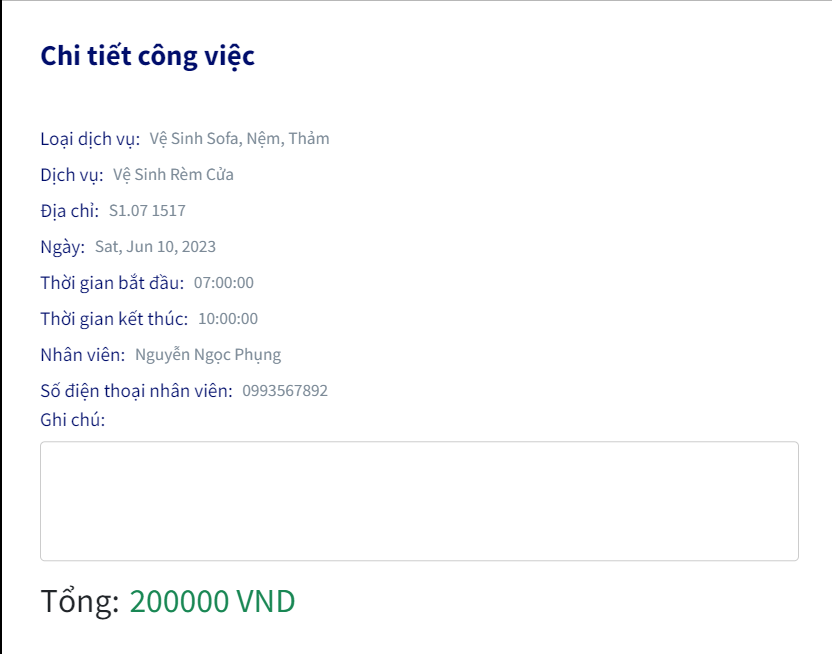 Chi tiết công việc
Loại dịch vụ: Vệ Sinh Sofa, Nệm, Thảm
Dịch vụ: Vệ Sinh Rèm Cửa
Địa chỉ: S1.07 1517
Ngày: Sat, Jun 10, 2023
Thời gian bắt đầu: 07:00:00
Thời gian kết thúc: 10:00:00
Nhân viên: Nguyễn Ngọc Phụng
Số điện thoại nhân viên: 0993567892
Ghi chú:
Tổng: 200000 VND